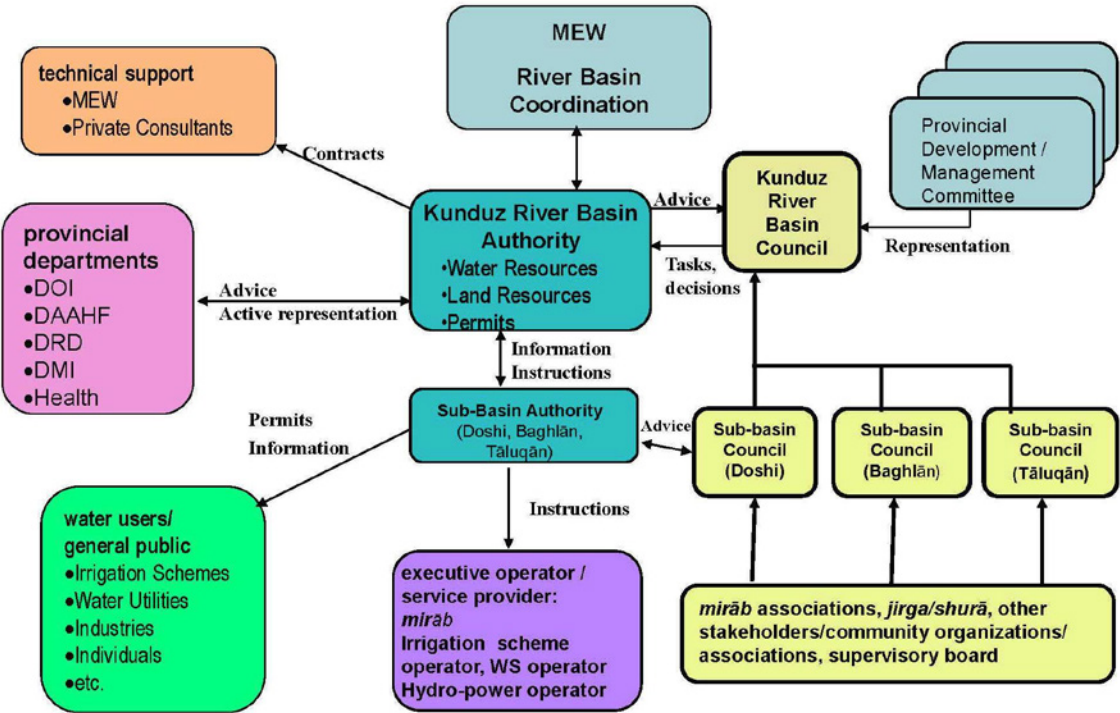 MEW
River Basin
Coordination
technical support
•MEW
•Private Consultants
Contracts
Provincial
Development /
Management
Committee
Kunduz River Basin
Authority
•Water Resources
•Land Resources
•Permits
Advice
Tasks,
decisions
Kunduz
River
Basin
Council
Representation
provincial
departments
•DOI
•DAAHF
•DRD
•DMI
•Health
Advice
Active representation
Information
Instructions
Sub-Basin Authority
(Doshi, Baghlān,
Tāluqān)
Advice
Sub-basin
Council
(Doshi)
Sub-basin
Council
(Baghlān)
Sub-basin
Council
(Tāluqān)
Permits
Information
Instructions
water users/
general public
•Irrigation Schemes
•Water Utilities
•Industries
•Individuals
•etc.
executive operator /
service provider:
mirāb
Irrigation scheme
operator, WS operator
Hydro-power operator
mirāb associations, jirga/shurā, other
stakeholders/community organizations/
associations, supervisory board